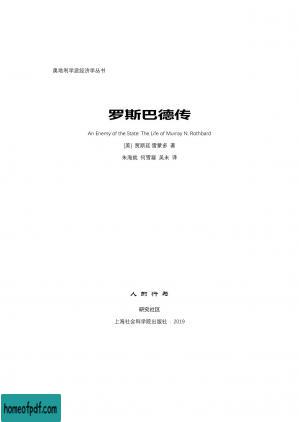 奥地利学派经济学丛书
罗斯巴德传
An Enemy of the State: The Life of Murray N. Rothbard
[美] 贾斯廷·雷蒙多 著
朱海就 何雪凝 吴未 译
人的行为
研究社区
上海社会科学院出版社 · 2019
homeofpdf.com